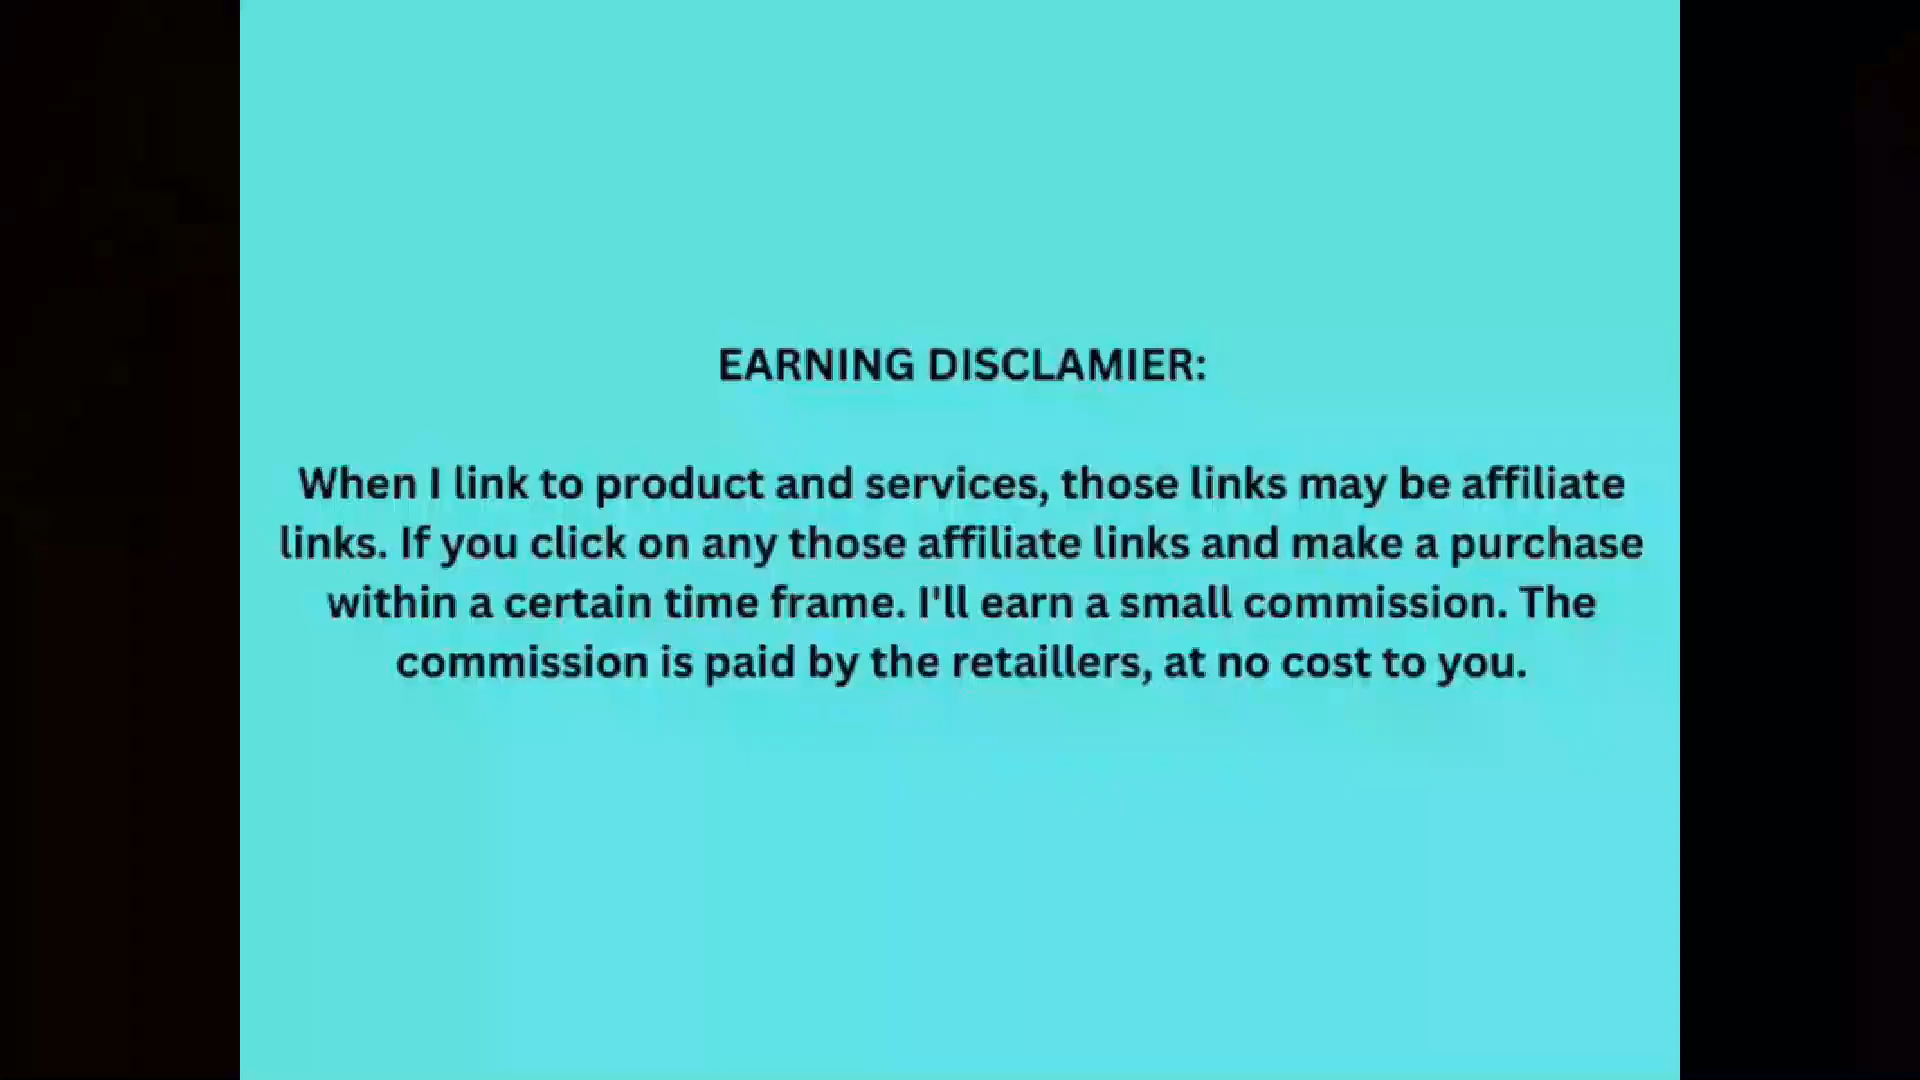 EARNING DISCLAMIER:
When I link to product and services, those links may be affiliate
links. If you click on any those affiliate links and make a purchase
within a certain time frame. I'll earn a small commission. The
commission is paid by the retaillers, at no cost to you.